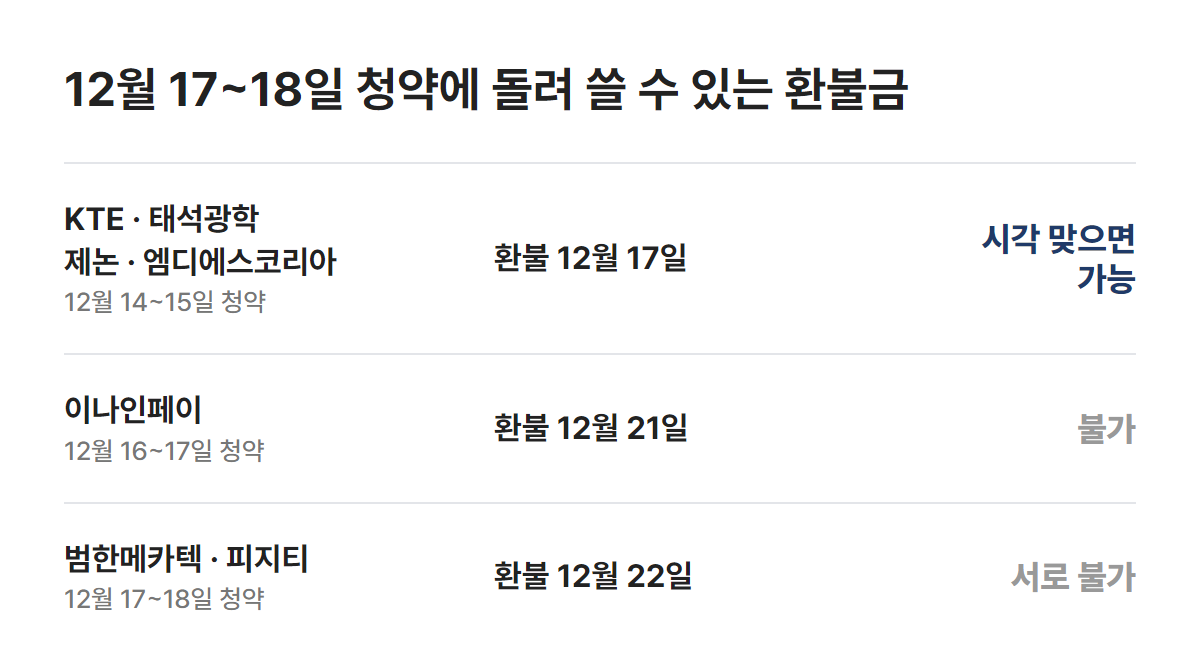 12월 17~18일 청약에 돌려 쓸 수 있는 환불금
KTE · 태석광학
제논 · 엠디에스코리아
12월 14~15일 청약
환불 12월 17일
시각 맞으면
가능
이나인페이
12월 16~17일 청약
환불 12월 21일
불가
범한메카텍 · 피지티
12월 17~18일 청약
환불 12월 22일
서로 불가